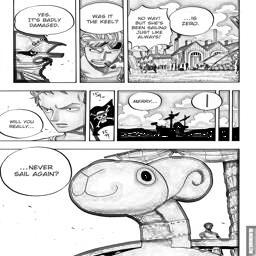 YES.
IT'S BADLY
DAMAGED.
WAS IT
THE KEEL?
NO WAY!
BUT SHE'S
BEEN SAILING
JUST LIKE
ALWAYS!
...IS
ZERO.
WILL YOU
REALLY...
MERRY...
...NEVER
SAIL AGAIN?